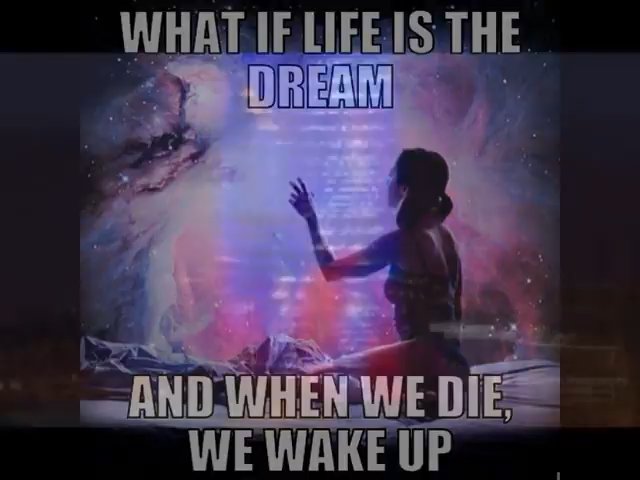 WHAT IF LIFE IS THE
DREAM
AND WHEN WE DIE,
WE WAKE UP